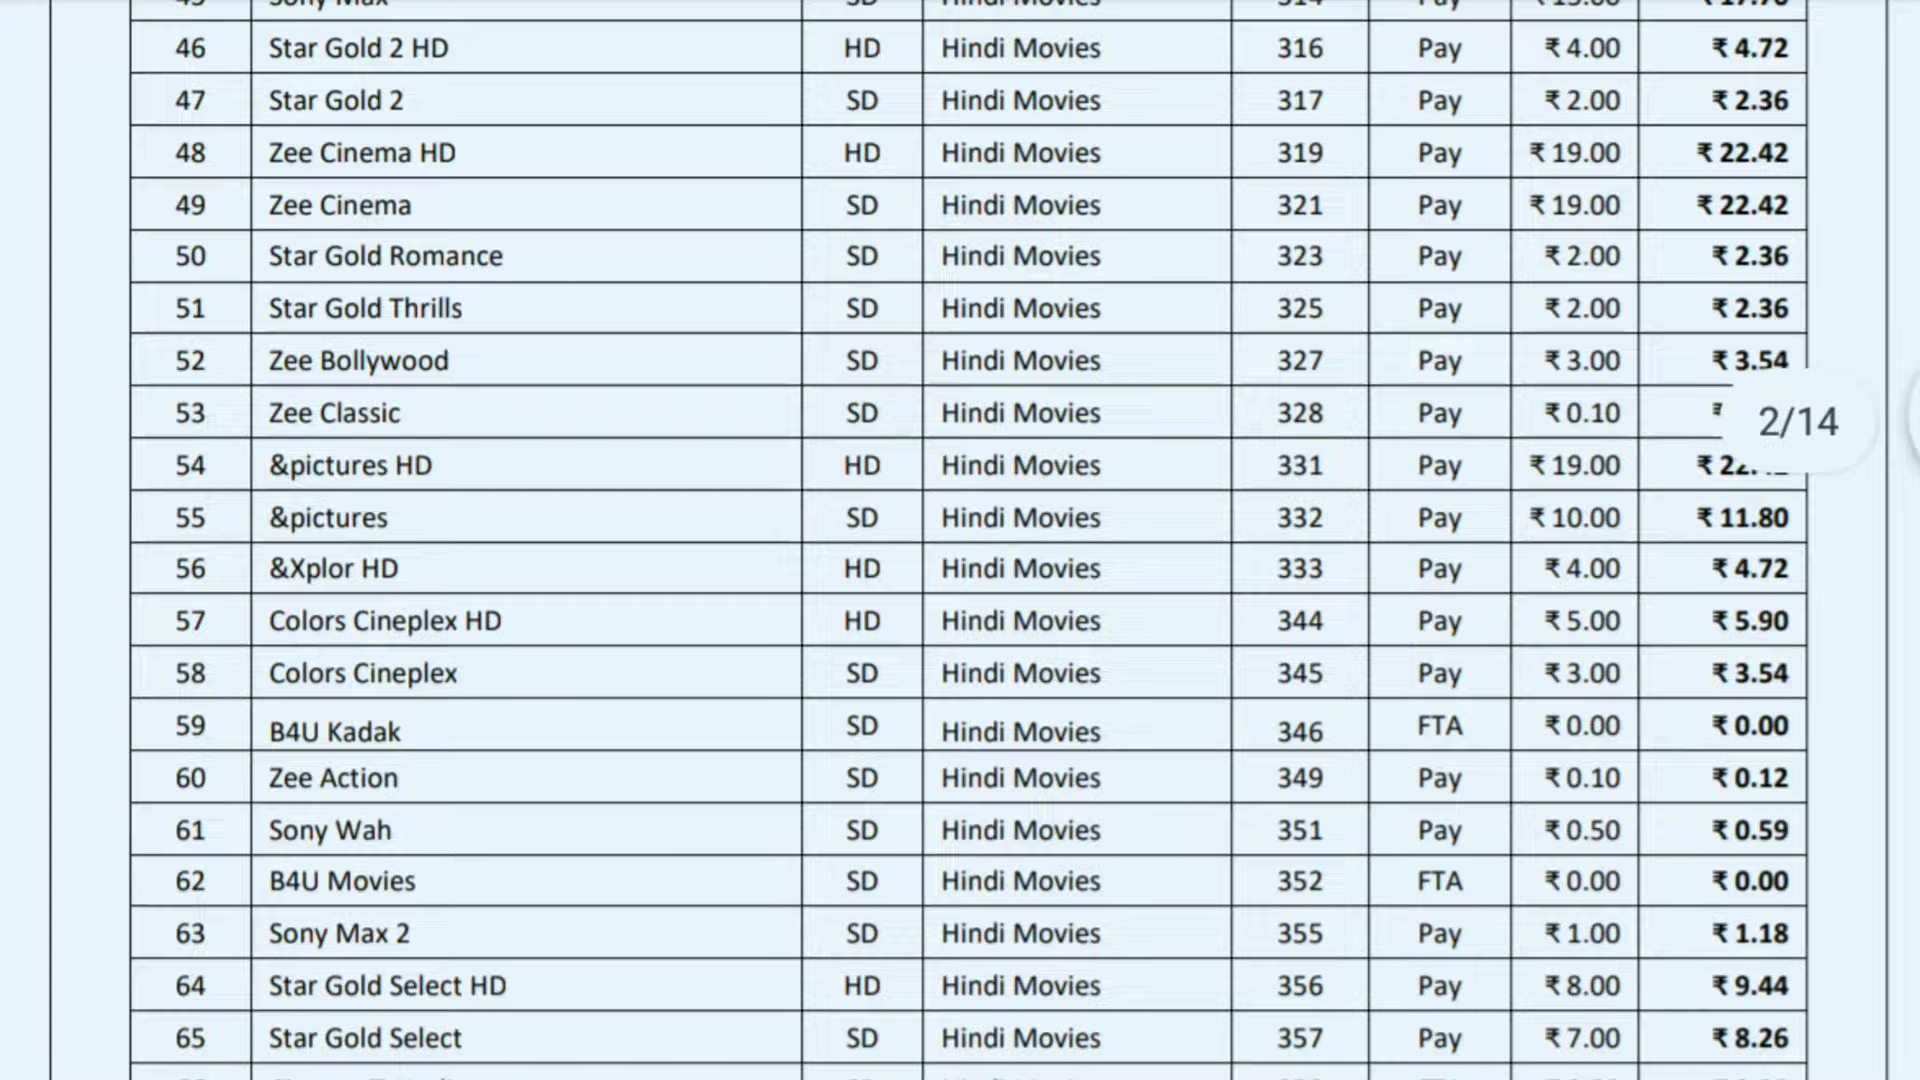 46 Star Gold 2 HD HD Hindi Movies 316 Pay ₹ 4.00 ₹ 4.72
47 Star Gold 2 SD Hindi Movies 317 Pay ₹ 2.00 ₹ 2.36
48 Zee Cinema HD HD Hindi Movies 319 Pay ₹ 19.00 ₹ 22.42
49 Zee Cinema SD Hindi Movies 321 Pay ₹ 19.00 ₹ 22.42
50 Star Gold Romance SD Hindi Movies 323 Pay ₹ 2.00 ₹ 2.36
51 Star Gold Thrills SD Hindi Movies 325 Pay ₹ 2.00 ₹ 2.36
52 Zee Bollywood SD Hindi Movies 327 Pay ₹ 3.00 ₹ 3.54
53 Zee Classic SD Hindi Movies 328 Pay ₹ 0.10 ₹
2/14
54 &pictures HD HD Hindi Movies 331 Pay ₹ 19.00 ₹
55 &pictures SD Hindi Movies 332 Pay ₹ 10.00 ₹ 11.80
56 &Xplor HD HD Hindi Movies 333 Pay ₹ 4.00 ₹ 4.72
57 Colors Cineplex HD HD Hindi Movies 344 Pay ₹ 5.00 ₹ 5.90
58 Colors Cineplex SD Hindi Movies 345 Pay ₹ 3.00 ₹ 3.54
59 B4U Kadak SD Hindi Movies 346 FTA ₹ 0.00 ₹ 0.00
60 Zee Action SD Hindi Movies 349 Pay ₹ 0.10 ₹ 0.12
61 Sony Wah SD Hindi Movies 351 Pay ₹ 0.50 ₹ 0.59
62 B4U Movies SD Hindi Movies 352 FTA ₹ 0.00 ₹ 0.00
63 Sony Max 2 SD Hindi Movies 355 Pay ₹ 1.00 ₹ 1.18
64 Star Gold Select HD HD Hindi Movies 356 Pay ₹ 8.00 ₹ 9.44
65 Star Gold Select SD Hindi Movies 357 Pay ₹ 7.00 ₹ 8.26